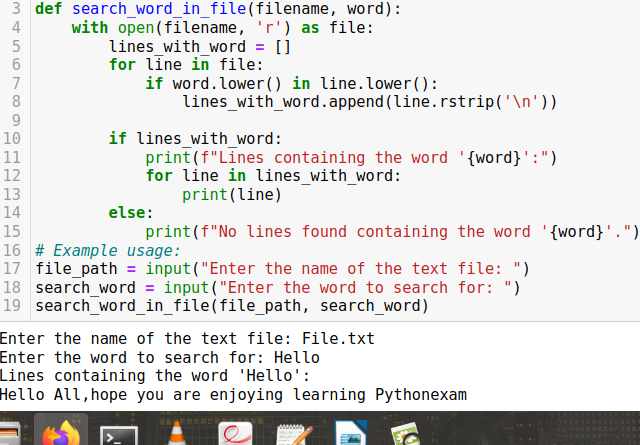 3 def search_word_in_file(filename, word):
4     with open(filename, 'r') as file:
5         lines_with_word = []
6         for line in file:
7             if word.lower() in line.lower():
8                 lines_with_word.append(line.rstrip('\n'))
9
10         if lines_with_word:
11             print(f"Lines containing the word '{word}':")
12             for line in lines_with_word:
13                 print(line)
14         else:
15             print(f"No lines found containing the word '{word}'.")
16 # Example usage:
17 file_path = input("Enter the name of the text file: ")
18 search_word = input("Enter the word to search for: ")
19 search_word_in_file(file_path, search_word)
Enter the name of the text file: File.txt
Enter the word to search for: Hello
Lines containing the word 'Hello':
Hello All,hope you are enjoying learning Pythonexam